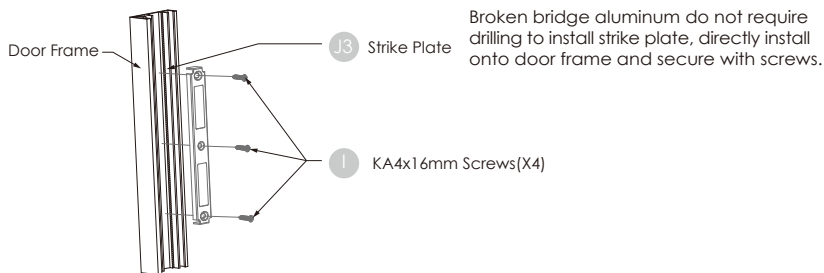 Broken bridge aluminum do not require
drilling to install strike plate, directly install
onto door frame and secure with screws.
Door Frame
J3 Strike Plate
I KA4x16mm Screws(X4)